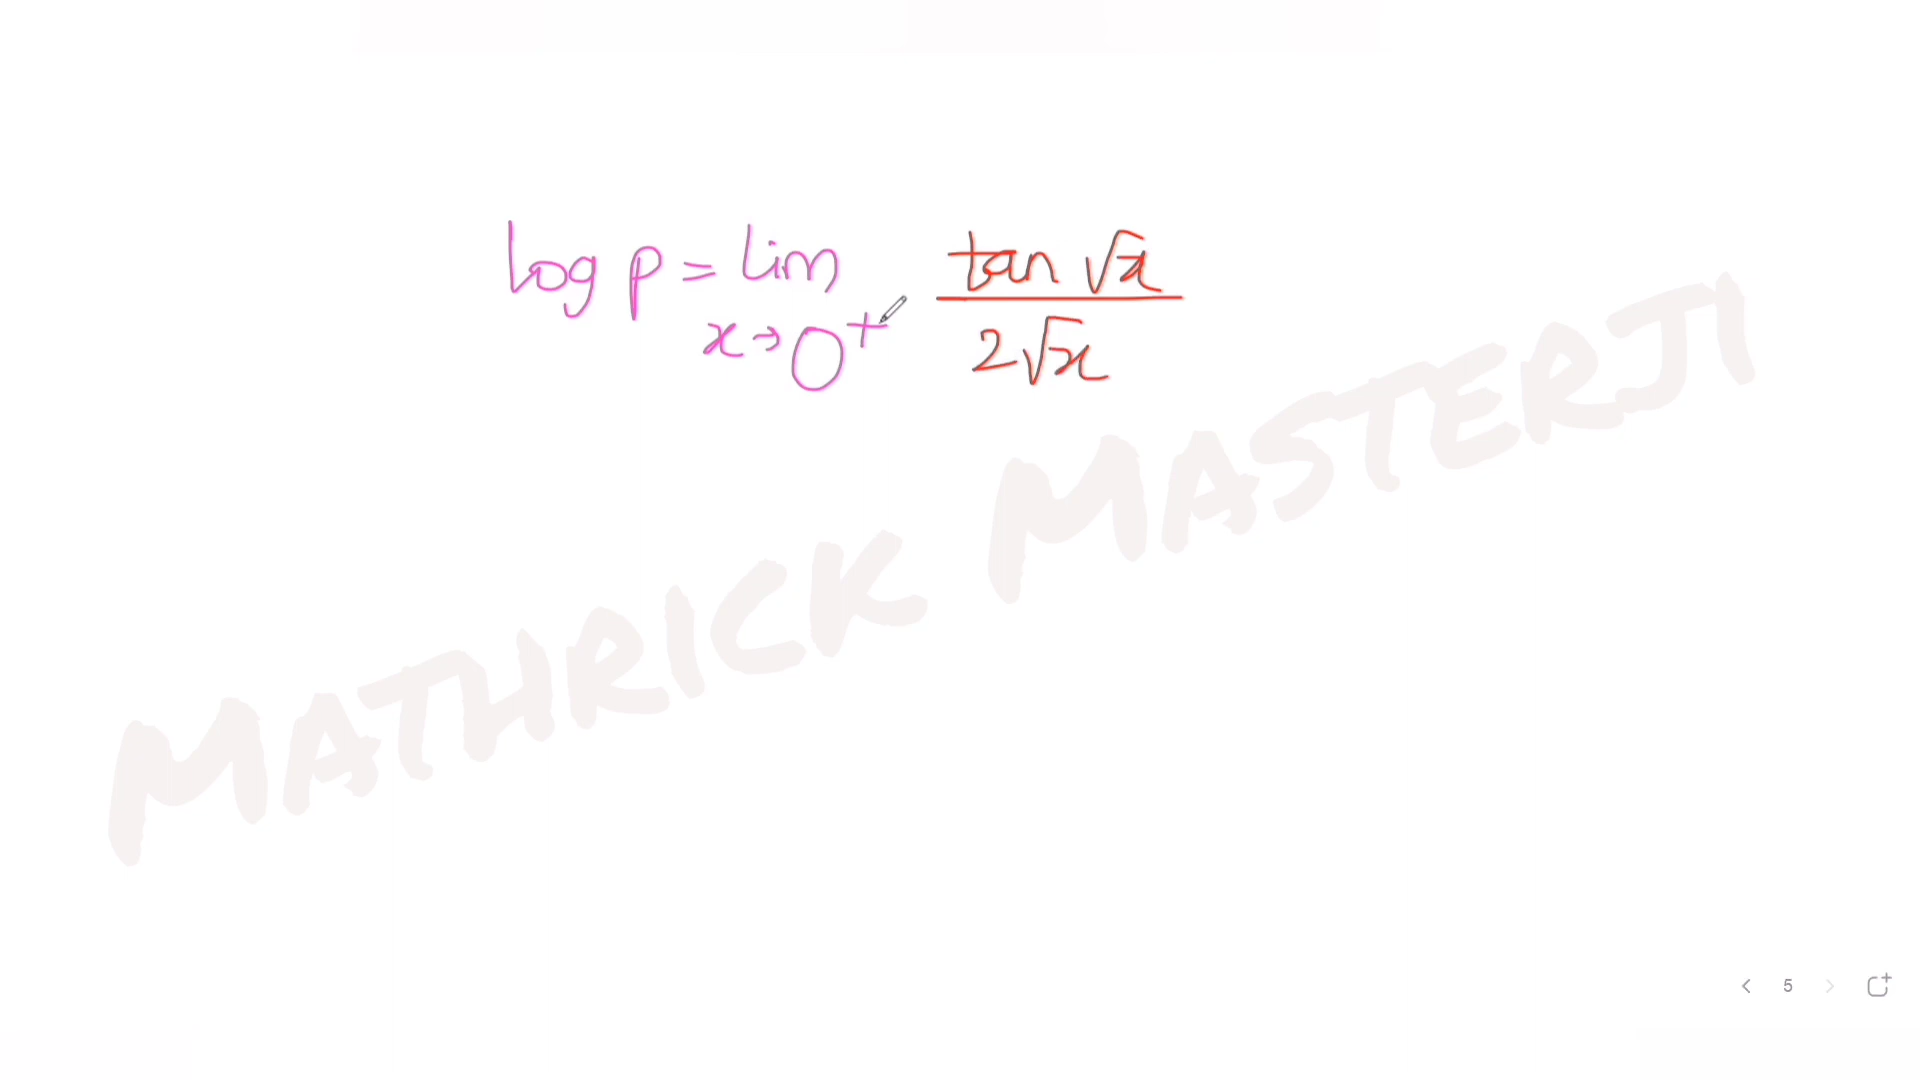 log p = lim x→0⁺ tan √x / 2√x
MATHRICK MASTERJI
5